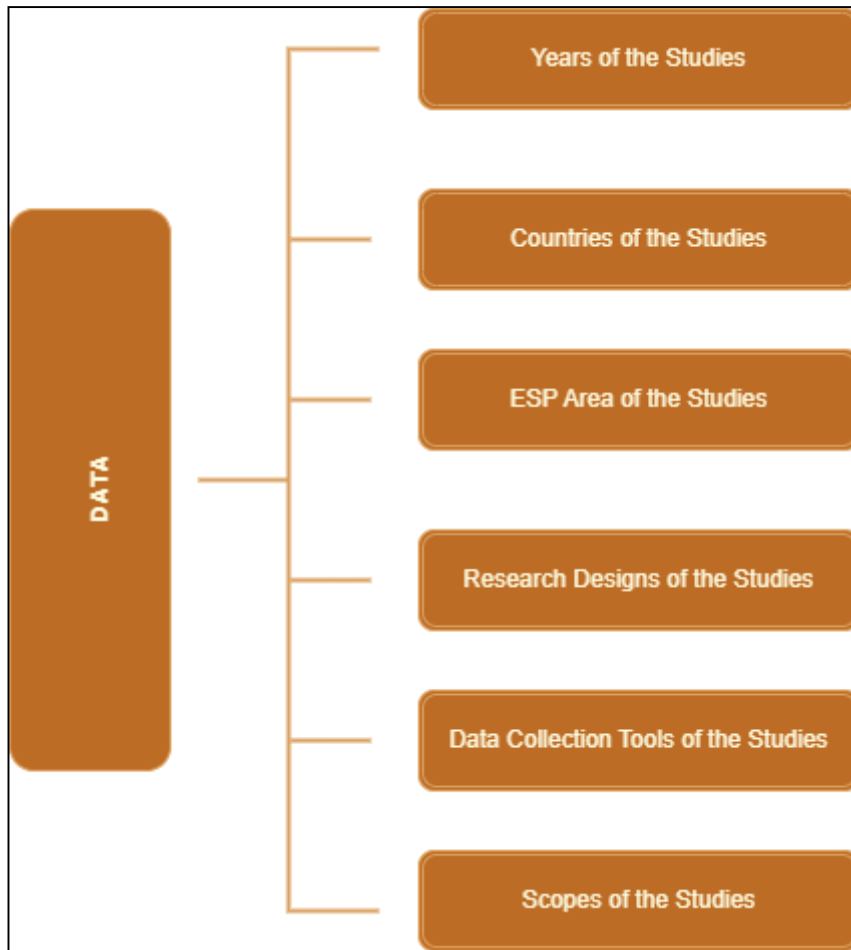 Years of the Studies
Countries of the Studies
ESP Area of the Studies
DATA
Research Designs of the Studies
Data Collection Tools of the Studies
Scopes of the Studies